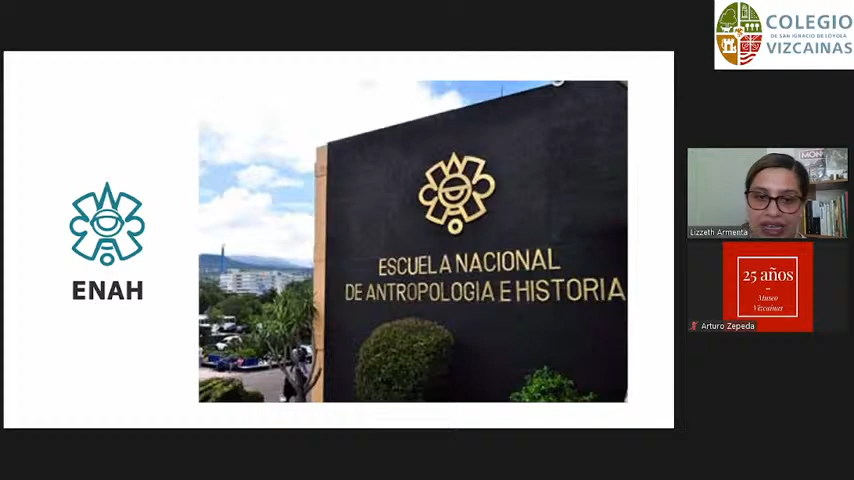 COLEGIO
DE SAN IGNACIO DE LOYOLA
VIZCAINAS
ENAH
ESCUELA NACIONAL
DE ANTROPOLOGIA E HISTORIA
MON
Lizzeth Armenta
25 años
Museo
Vizcaínas
Arturo Zepeda